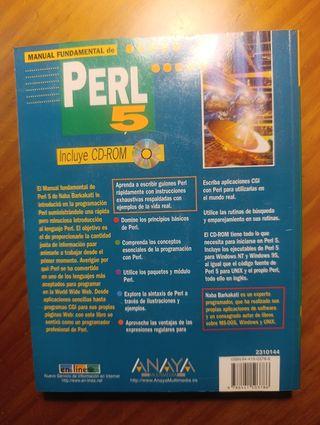 MANUAL FUNDAMENTAL de
PERL
5
Incluye CD-ROM
El Manual fundamental de
Perl 5 de Naba Barkakati le
introducirá en la programación
Perl suministrándole una rápida
pero minuciosa introducción
al lenguaje Perl. El objetivo es
el de proporcionarle la cantidad
justa de información para
animarle a trabajar desde el
primer momento. Averigüe por
qué Perl se ha convertido
en uno de los lenguajes más
aceptados para programar
en la World Wide Web. Desde
aplicaciones sencillas hasta
programas CGI para sus propias
páginas Web: con este libro se
sentirá como un programador
profesional de Perl.
Aprenda a escribir guiones Perl
rápidamente con instrucciones
exhaustivas respaldadas con
ejemplos de la vida real.
Domine los principios básicos
de Perl.
Comprenda los conceptos
esenciales de la programación
con Perl.
Utilice los paquetes y módulo
Perl.
Explore la sintaxis de Perl a
través de ilustraciones y
ejemplos.
Aproveche las ventajas de las
expresiones regulares para
Escriba aplicaciones CGI
con Perl para utilizarlas en
el mundo real.
Utilice las rutinas de búsqueda
y emparejamiento en sus rutinas.
El CD-ROM tiene todo lo que
necesita para iniciarse en Perl 5.
Incluye los ejecutables de Perl 5
para Windows NT y Windows 95,
al igual que el código fuente de
Perl 5 para UNIX y el propio Perl,
todo ello en inglés.
Naba Barkakati es un experto
programador, que ha realizado sus
propias aplicaciones de software
y un consagrado autor de libros
sobre MS-DOS, Windows y UNIX.
en línea
Nuevo Servicio de información en Internet
http://www.en-linea.net
ANAYA
MULTIMEDIA
http://www.AnayaMultimedia.es
2310144